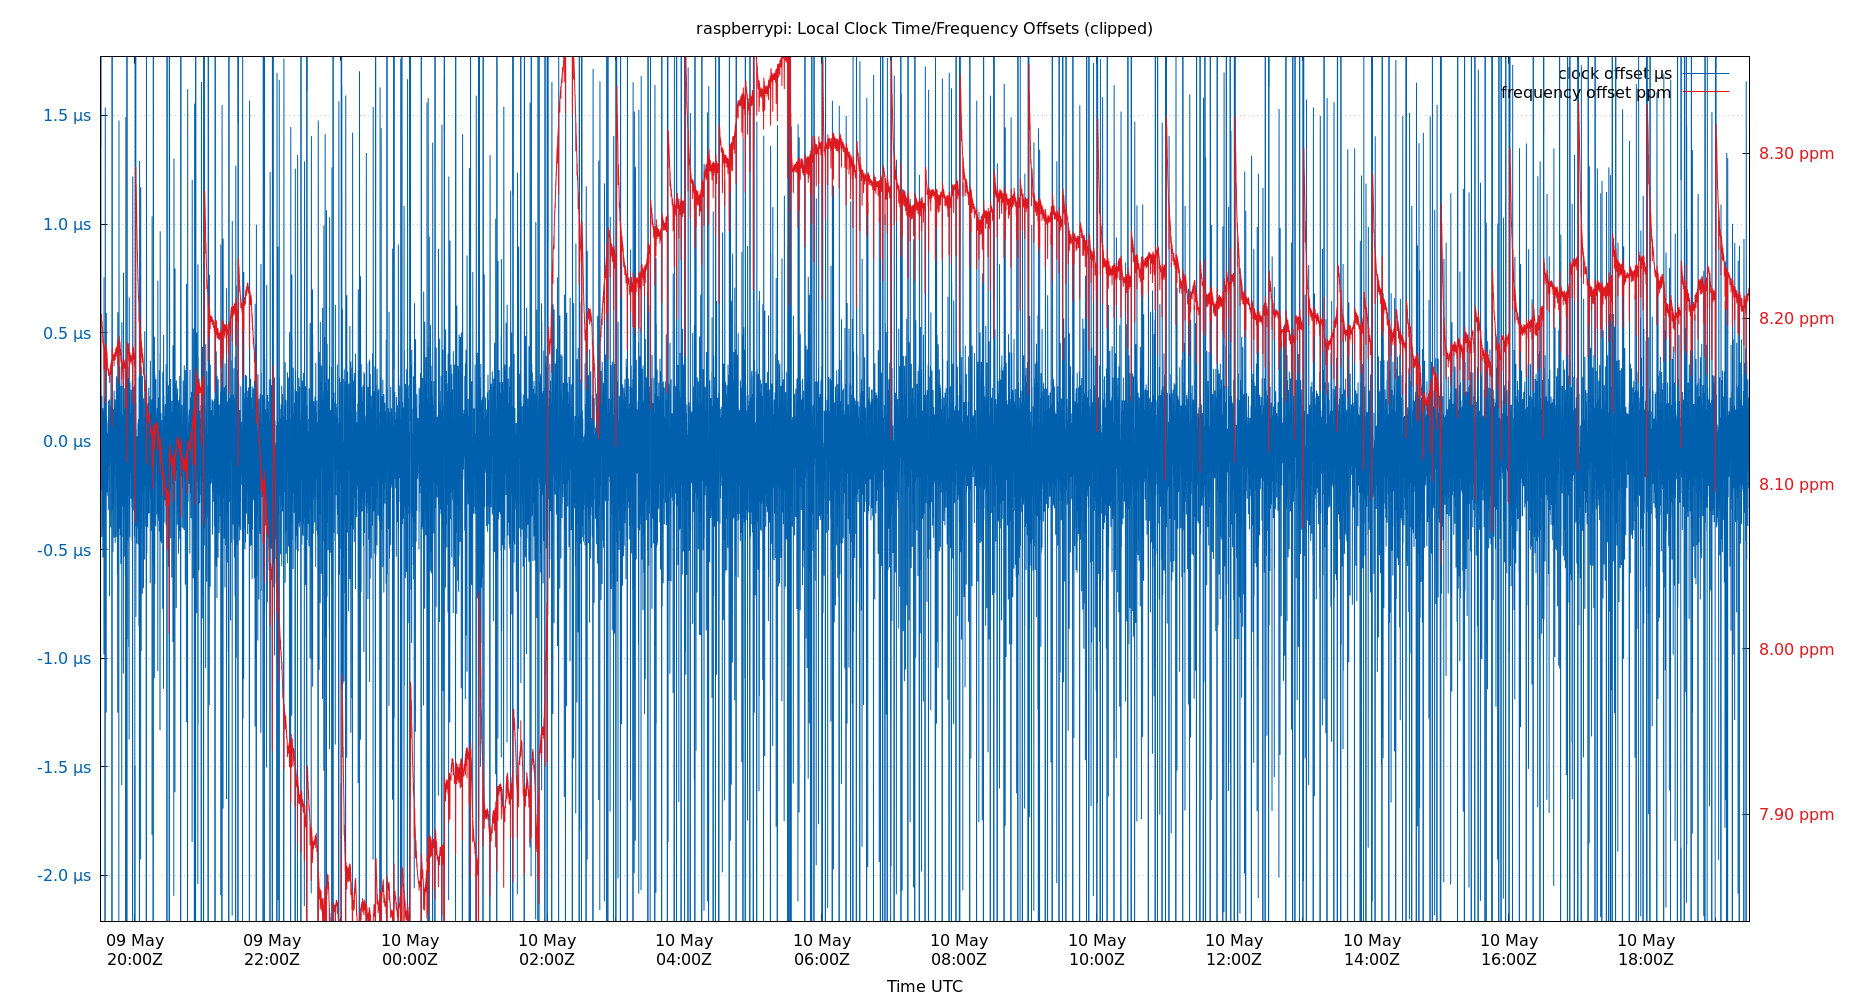 raspberrypi: Local Clock Time/Frequency Offsets (clipped)
clock offset µs
frequency offset ppm
1.5 µs
1.0 µs
0.5 µs
0.0 µs
-0.5 µs
-1.0 µs
-1.5 µs
-2.0 µs
8.30 ppm
8.20 ppm
8.10 ppm
8.00 ppm
7.90 ppm
09 May 09 May 10 May 10 May 10 May 10 May 10 May 10 May 10 May 10 May 10 May 10 May
20:00Z 22:00Z 00:00Z 02:00Z 04:00Z 06:00Z 08:00Z 10:00Z 12:00Z 14:00Z 16:00Z 18:00Z
Time UTC